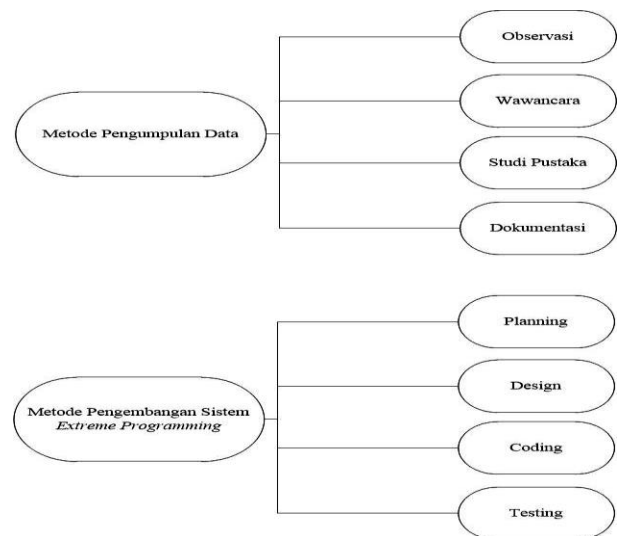 Metode Pengumpulan Data
Observasi
Wawancara
Studi Pustaka
Dokumentasi
Metode Pengembangan Sistem
Extreme Programming
Planning
Design
Coding
Testing